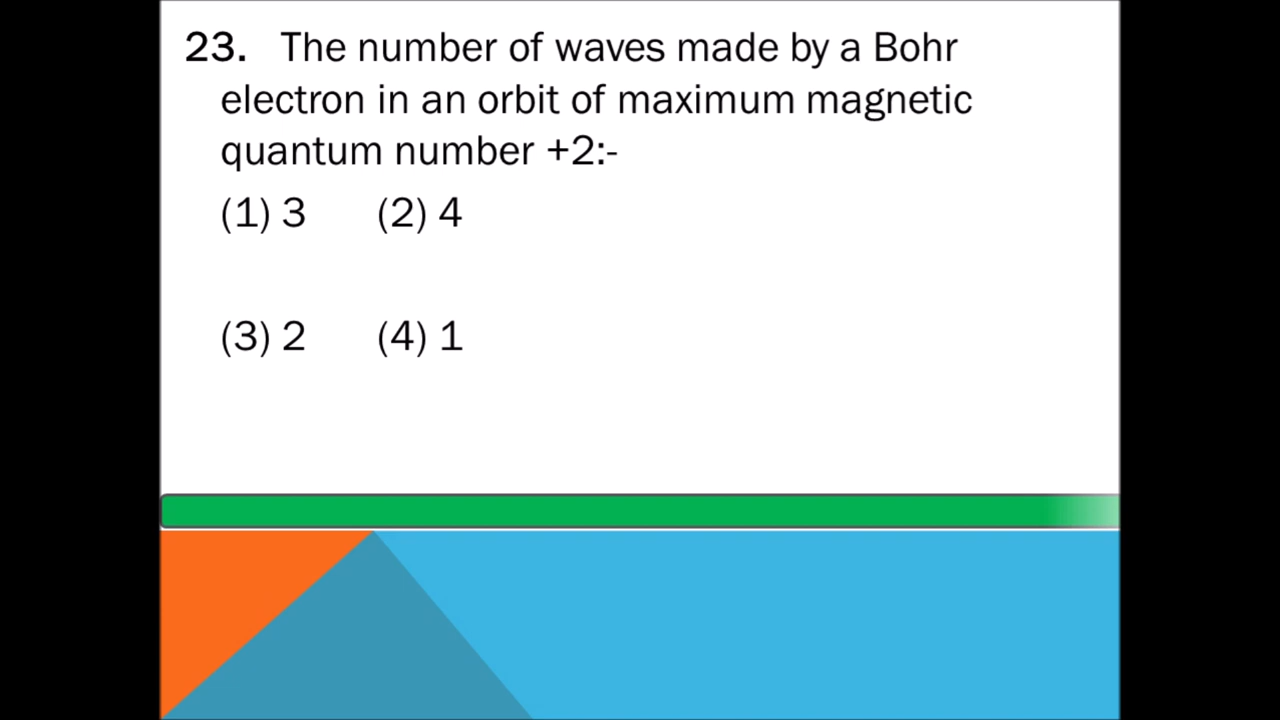 23. The number of waves made by a Bohr
electron in an orbit of maximum magnetic
quantum number +2:-
(1) 3 (2) 4
(3) 2 (4) 1